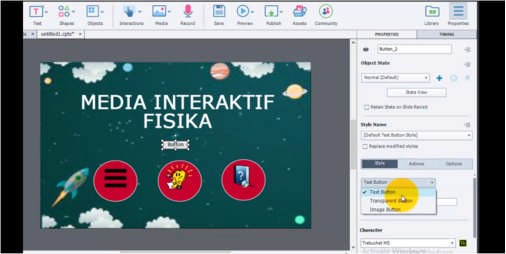 Text Shapes Objects Interactions Media Record Save Preview Publish Assets Community Library Properties
untitled1.cptx*
PROPERTIES TIMING
Button_2
Object State
Normal [Default]
State View
Retain State on Slide Revisit
Style Name
[Default Text Button Style]
Replace modified styles
Style Actions Options
Text Button
Text Button
Transparent Button
Image Button
Character
Trebuchet MS
MEDIA INTERAKTIF
FISIKA
Button